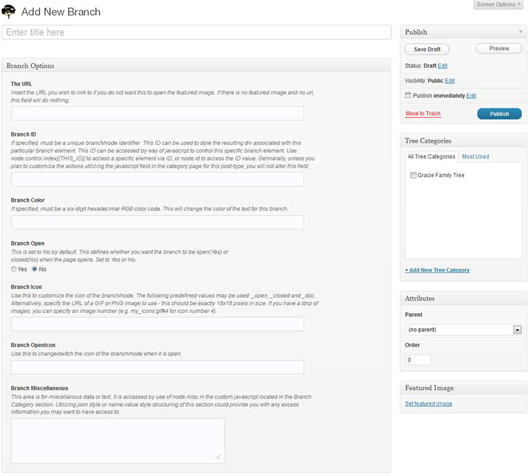 Screen Options
Add New Branch
Enter title here
Branch Options
The URL
Insert the URL you wish to link to if you do not want this to open the featured image. If there is no featured image and no url,
this field will do nothing.
Branch ID
If specified, must be a unique branch/node identifier. This ID can be used to style the resulting div associated with this
particular branch element. This ID can be accessed by way of javascript to control this specific branch element. Use:
node.control.index[[THIS_ID]] to access a specific element via ID, or node.id to access the ID value. Gennarally, unless you
plan to customize the actions utilizing the javascript field in the category page for this post-type, you will not alter this field.
Branch Color
If specified, must be a six-digit hexadecimal RGB color code. This will change the color of the text for this branch.
Branch Open
This is set to No by default. This defines whether you want the branch to be open(Yes) or
closed(No) when the page opens. Set to Yes or No.
Yes No
Branch Icon
Use this to customize the icon of the branch/node. The following predefined values may be used: _open, _closed and _doc.
Alternatively, specify the URL of a GIF or PNG image to use - this should be exactly 18x18 pixels in size. If you have a strip of
images, you can specify an image number (e.g. my_icons.gif#4 for icon number 4).
Branch OpenIcon
Use this to change/switch the icon of the branch/node when it is open.
Branch Miscellaneous
This area is for miscellanous data or text. It is accessed by use of node.misc in the custom javascript located in the Branch
Category section. Utilizing json style or name-value style structuring of this section could provide you with any excess
information you may want to have access to.
Publish
Save Draft
Preview
Status: Draft Edit
Visibility: Public Edit
Publish immediately Edit
Move to Trash
Publish
Tree Categories
All Tree Categories Most Used
Gracie Family Tree
+ Add New Tree Category
Attributes
Parent
(no parent)
Order
0
Featured Image
Set featured image